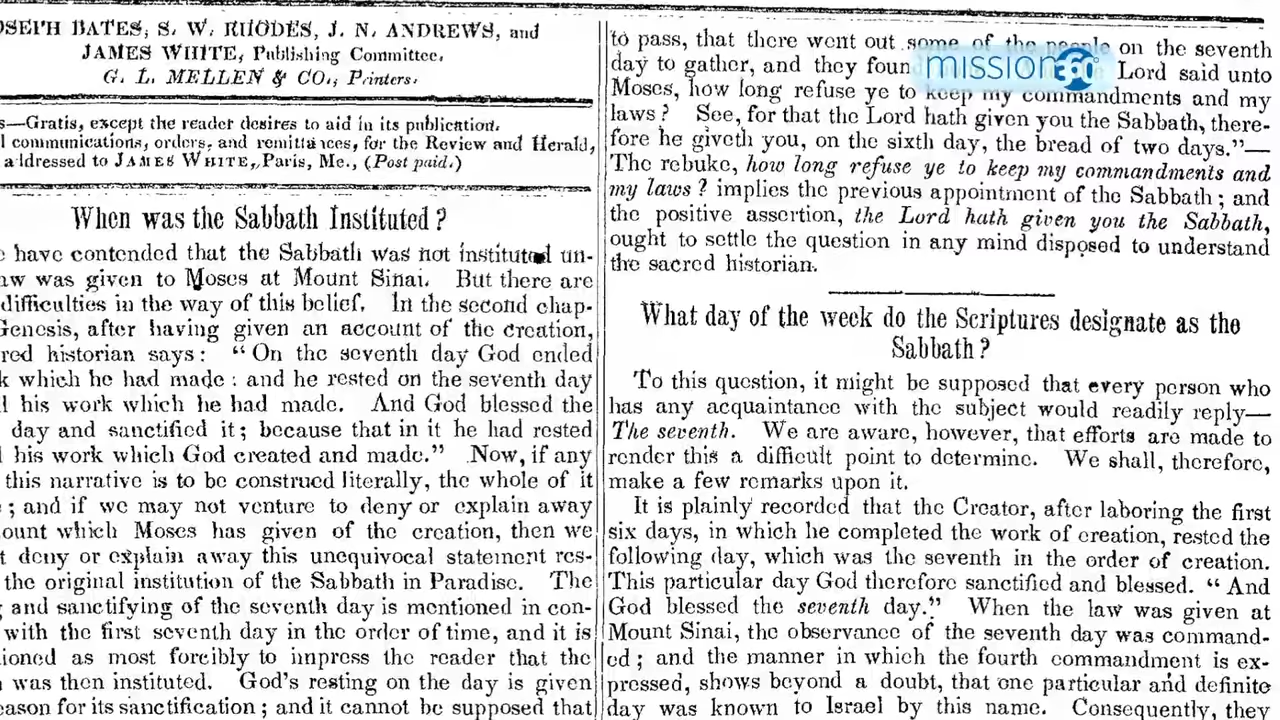 OSEPH BATES, S. W. RHODES, J. N. ANDREWS, and
JAMES WHITE, Publishing Committee.
G. L. MELLEN & CO., Printers.
s—Gratis, except the reader desires to aid in its publication.
l communications, orders, and remittances, for the Review and Herald,
addressed to JAMES WHITE, Paris, Me., (Post paid.)
When was the Sabbath Instituted?
e have contended that the Sabbath was not instituted un-
aw was given to Moses at Mount Sinai. But there are
difficulties in the way of this belief. In the second chap-
Genesis, after having given an account of the creation,
red historian says: "On the seventh day God ended
k which he had made: and he rested on the seventh day
l his work which he had made. And God blessed the
day and sanctified it; because that in it he had rested
l his work which God created and made." Now, if any
this narrative is to be construed literally, the whole of it
; and if we may not venture to deny or explain away
ount which Moses has given of the creation, then we
t deny or explain away this unequivocal statement res-
the original institution of the Sabbath in Paradise. The
g and sanctifying of the seventh day is mentioned in con-
with the first seventh day in the order of time, and it is
ioned as most forcibly to impress the reader that the
was then instituted. God's resting on the day is given
eason for its sanctification; and it cannot be supposed that
to pass, that there went out some of the people on the seventh
day to gather, and they foun Lord said unto
mission360°
Moses, how long refuse ye to keep my commandments and my
laws? See, for that the Lord hath given you the Sabbath, there-
fore he giveth you, on the sixth day, the bread of two days."—
The rebuke, how long refuse ye to keep my commandments and
my laws? implies the previous appointment of the Sabbath; and
the positive assertion, the Lord hath given you the Sabbath,
ought to settle the question in any mind disposed to understand
the sacred historian.
What day of the week do the Scriptures designate as the
Sabbath?
To this question, it might be supposed that every person who
has any acquaintance with the subject would readily reply—
The seventh. We are aware, however, that efforts are made to
render this a difficult point to determine. We shall, therefore,
make a few remarks upon it.
It is plainly recorded that the Creator, after laboring the first
six days, in which he completed the work of creation, rested the
following day, which was the seventh in the order of creation.
This particular day God therefore sanctified and blessed. "And
God blessed the seventh day." When the law was given at
Mount Sinai, the observance of the seventh day was command-
ed; and the manner in which the fourth commandment is ex-
pressed, shows beyond a doubt, that one particular and definite
day was known to Israel by this name. Consequently, they